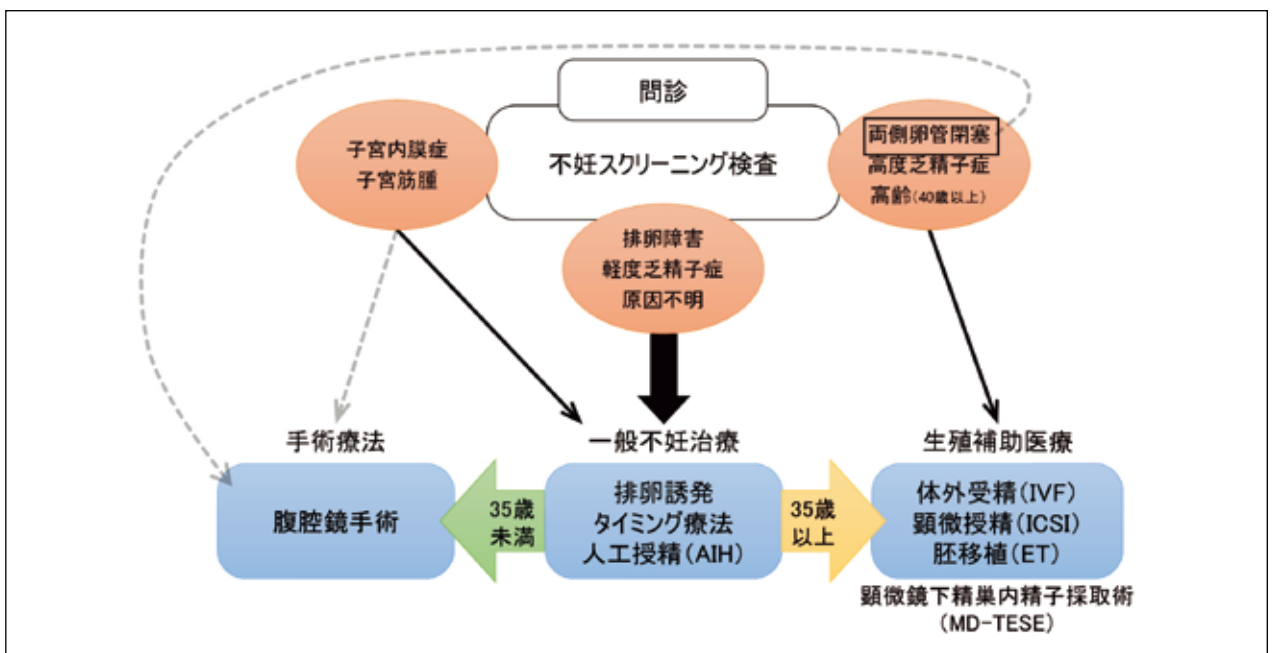 問診
不妊スクリーニング検査
子宮内膜症
子宮筋腫
両側卵管閉塞
高度乏精子症
高齢(40歳以上)
排卵障害
軽度乏精子症
原因不明
手術療法
一般不妊治療
生殖補助医療
腹腔鏡手術
35歳
未満
排卵誘発
タイミング療法
人工授精(AIH)
35歳
以上
体外受精(IVF)
顕微授精(ICSI)
胚移植(ET)
顕微鏡下精巣内精子採取術
(MD-TESE)